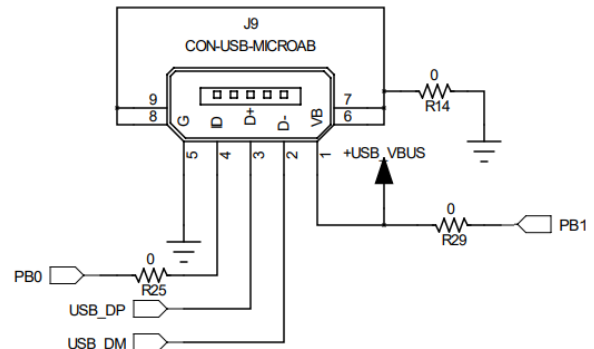 J9
CON-USB-MICROAB
0
R14
9
8
7
6
G
ID
D+
D-
VB
5
4
3
2
1
+USB_VBUS
0
R29
PB1
PB0
0
R25
USB_DP
USB_DM